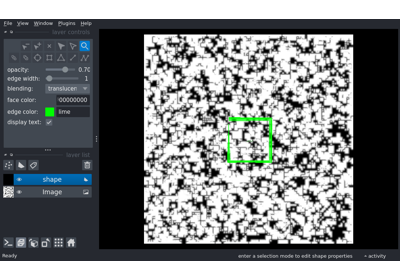 File View Window Plugins Help
layer controls
opacity: 0.70
edge width: 1
blending: translucen
face color: 00000000
edge color: lime
display text:
layer list
shape
Image
Ready enter a selection mode to edit shape properties activity